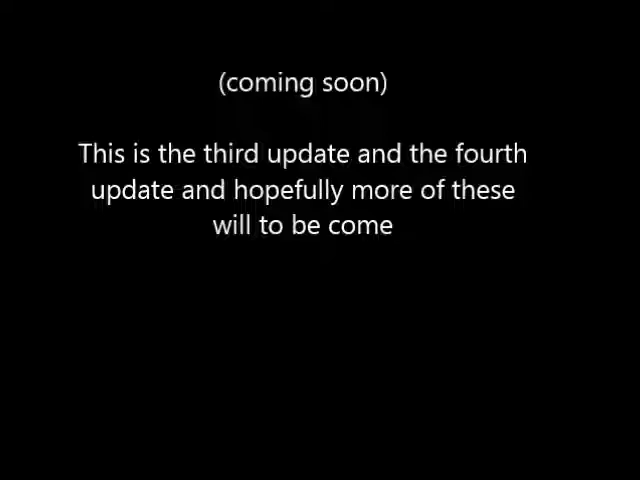 (coming soon)
This is the third update and the fourth
update and hopefully more of these
will to be come